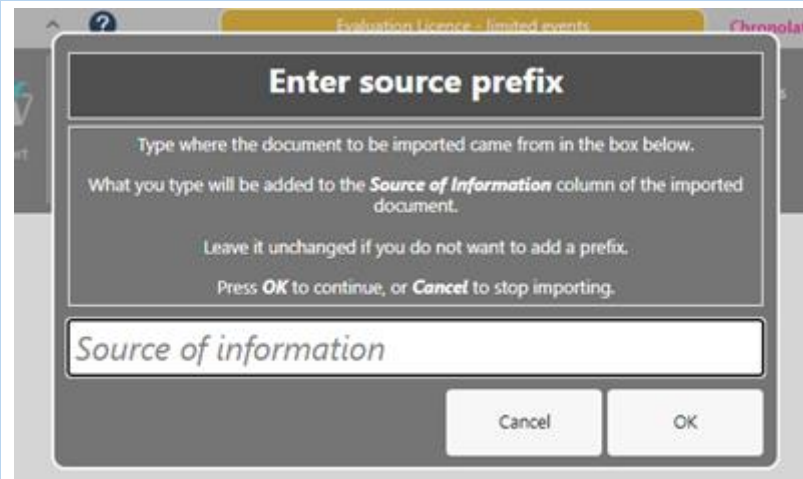 Evaluation Licence - limited events
Enter source prefix
Type where the document to be imported came from in the box below.
What you type will be added to the Source of Information column of the imported
document.
Leave it unchanged if you do not want to add a prefix.
Press OK to continue, or Cancel to stop importing.
Source of information
Cancel
OK